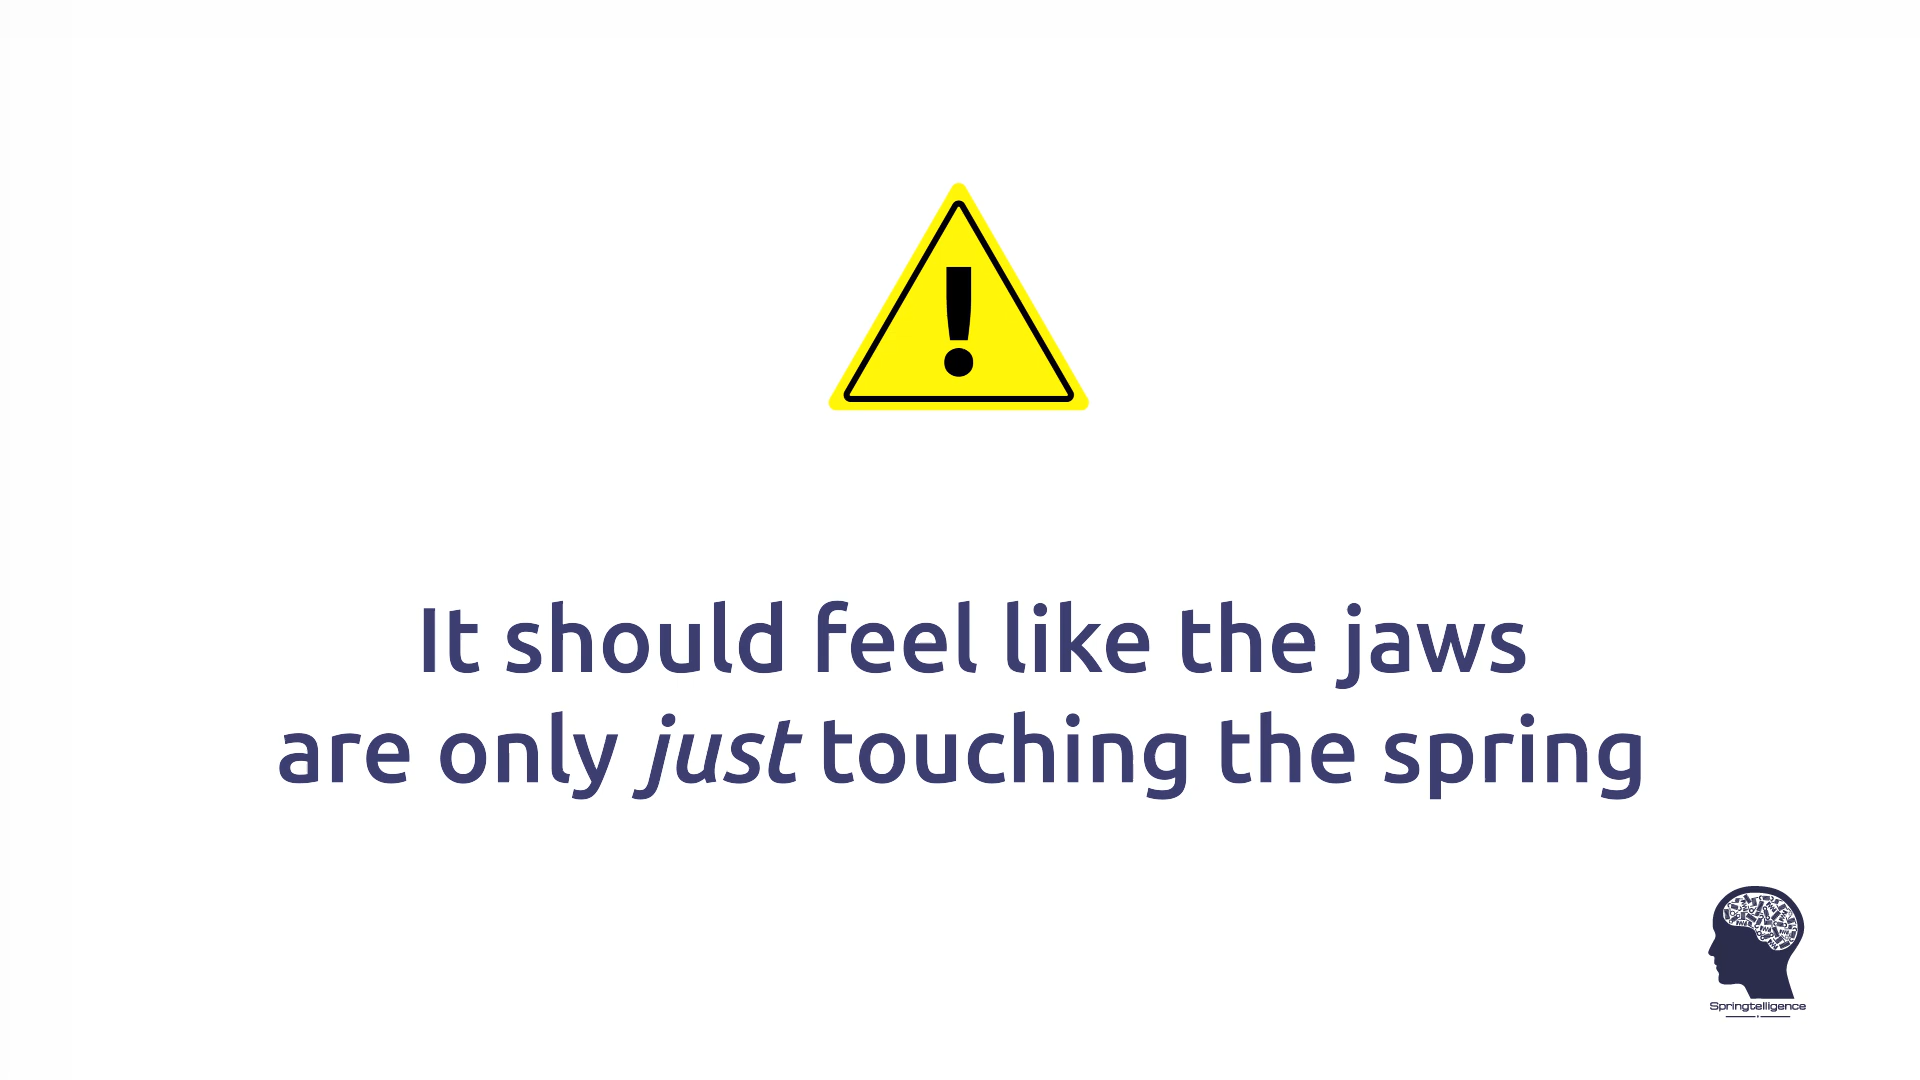 !
It should feel like the jaws
are only just touching the spring
Springtelligence